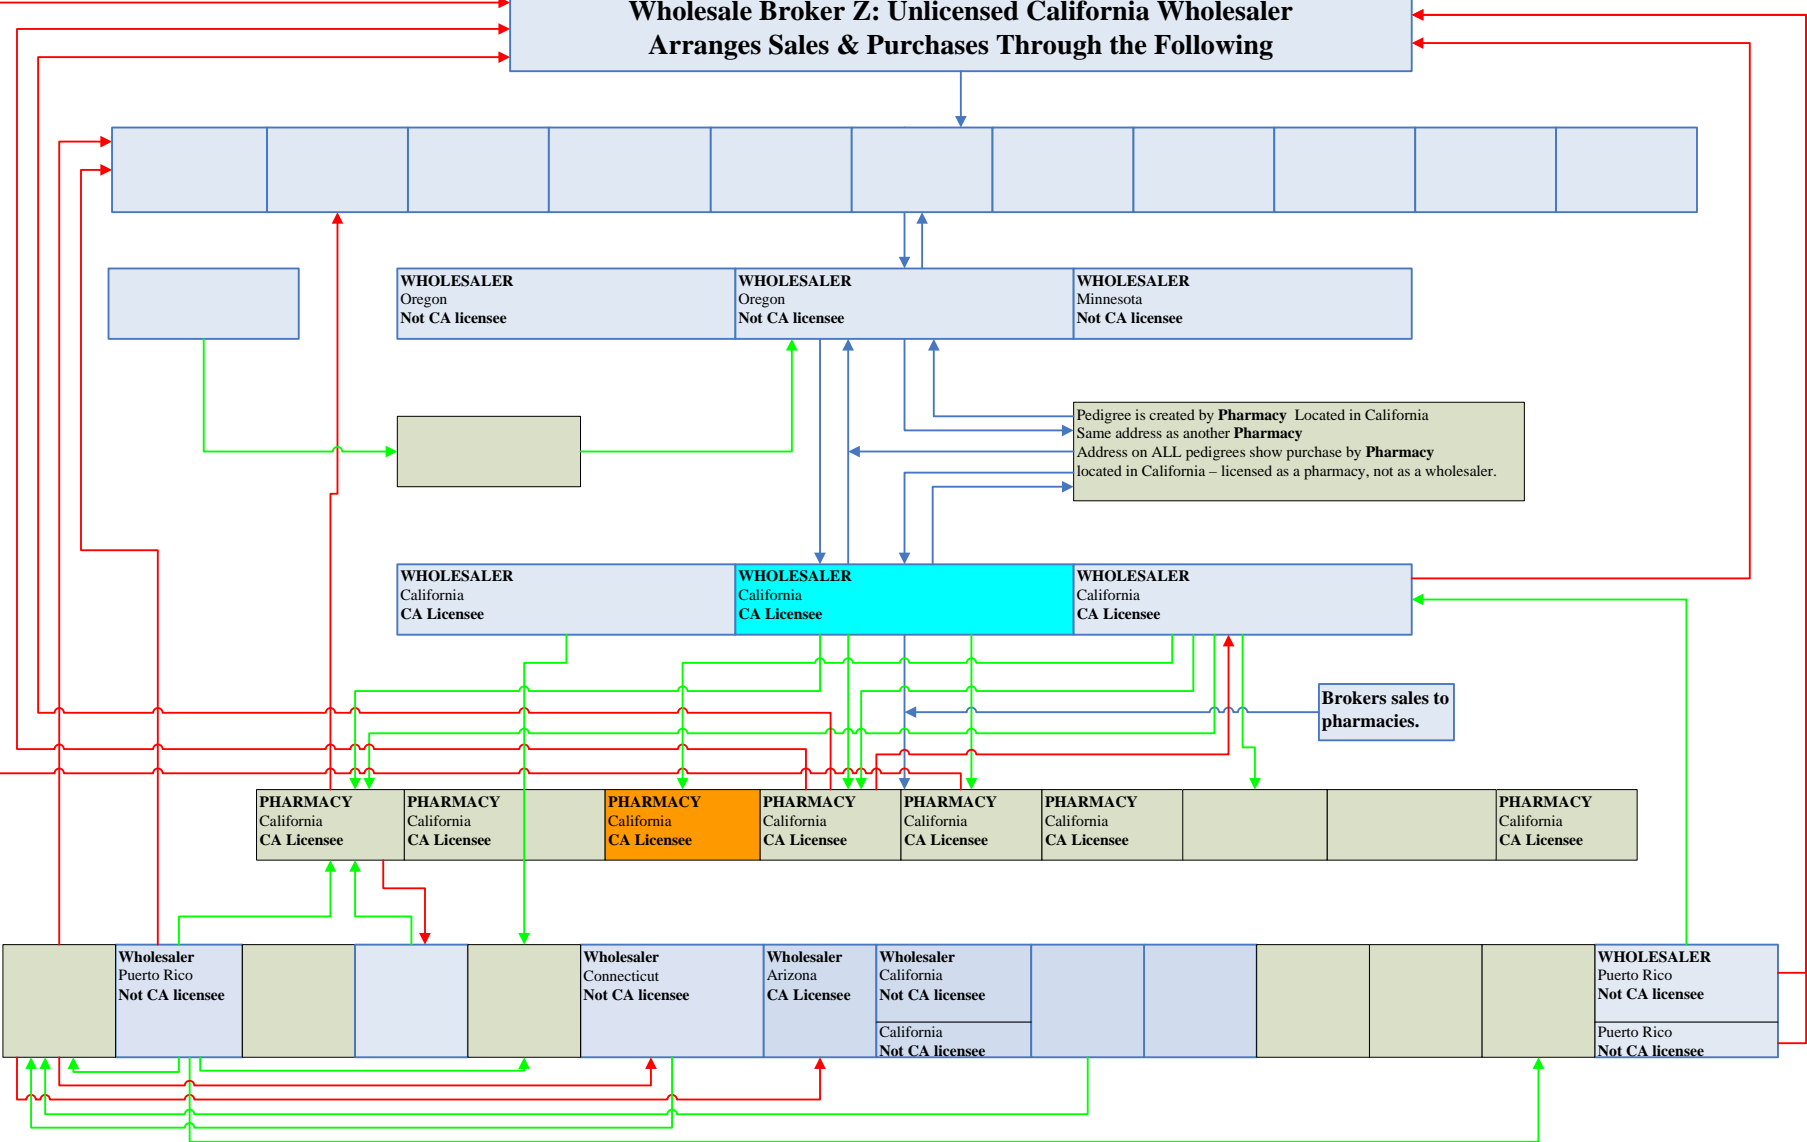 Wholesale Broker Z: Unlicensed California Wholesaler
Arranges Sales & Purchases Through the Following
WHOLESALER
Oregon
Not CA licensee
WHOLESALER
Oregon
Not CA licensee
WHOLESALER
Minnesota
Not CA licensee
Pedigree is created by Pharmacy Located in California
Same address as another Pharmacy
Address on ALL pedigrees show purchase by Pharmacy
located in California – licensed as a pharmacy, not as a wholesaler.
WHOLESALER
California
CA Licensee
WHOLESALER
California
CA Licensee
WHOLESALER
California
CA Licensee
Brokers sales to
pharmacies.
PHARMACY
California
CA Licensee
PHARMACY
California
CA Licensee
PHARMACY
California
CA Licensee
PHARMACY
California
CA Licensee
PHARMACY
California
CA Licensee
PHARMACY
California
CA Licensee
PHARMACY
California
CA Licensee
Wholesaler
Puerto Rico
Not CA licensee
Wholesaler
Connecticut
Not CA licensee
Wholesaler
Arizona
CA Licensee
Wholesaler
California
Not CA licensee
California
Not CA licensee
WHOLESALER
Puerto Rico
Not CA licensee
Puerto Rico
Not CA licensee